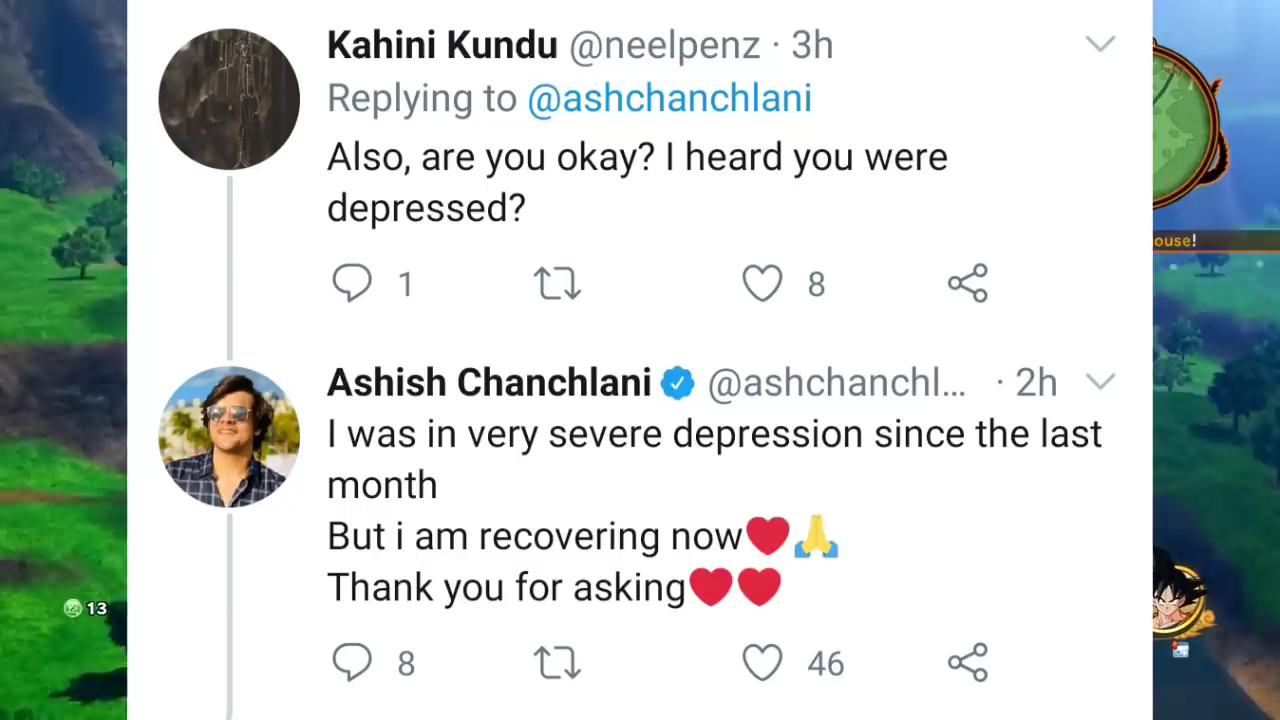 Kahini Kundu @neelpenz · 3h
Replying to @ashchanchlani
Also, are you okay? I heard you were
depressed?
1 8
Ashish Chanchlani @ashchanchl... · 2h
I was in very severe depression since the last
month
But i am recovering now❤️🙏
Thank you for asking❤️❤️
8 46
ouse!
13